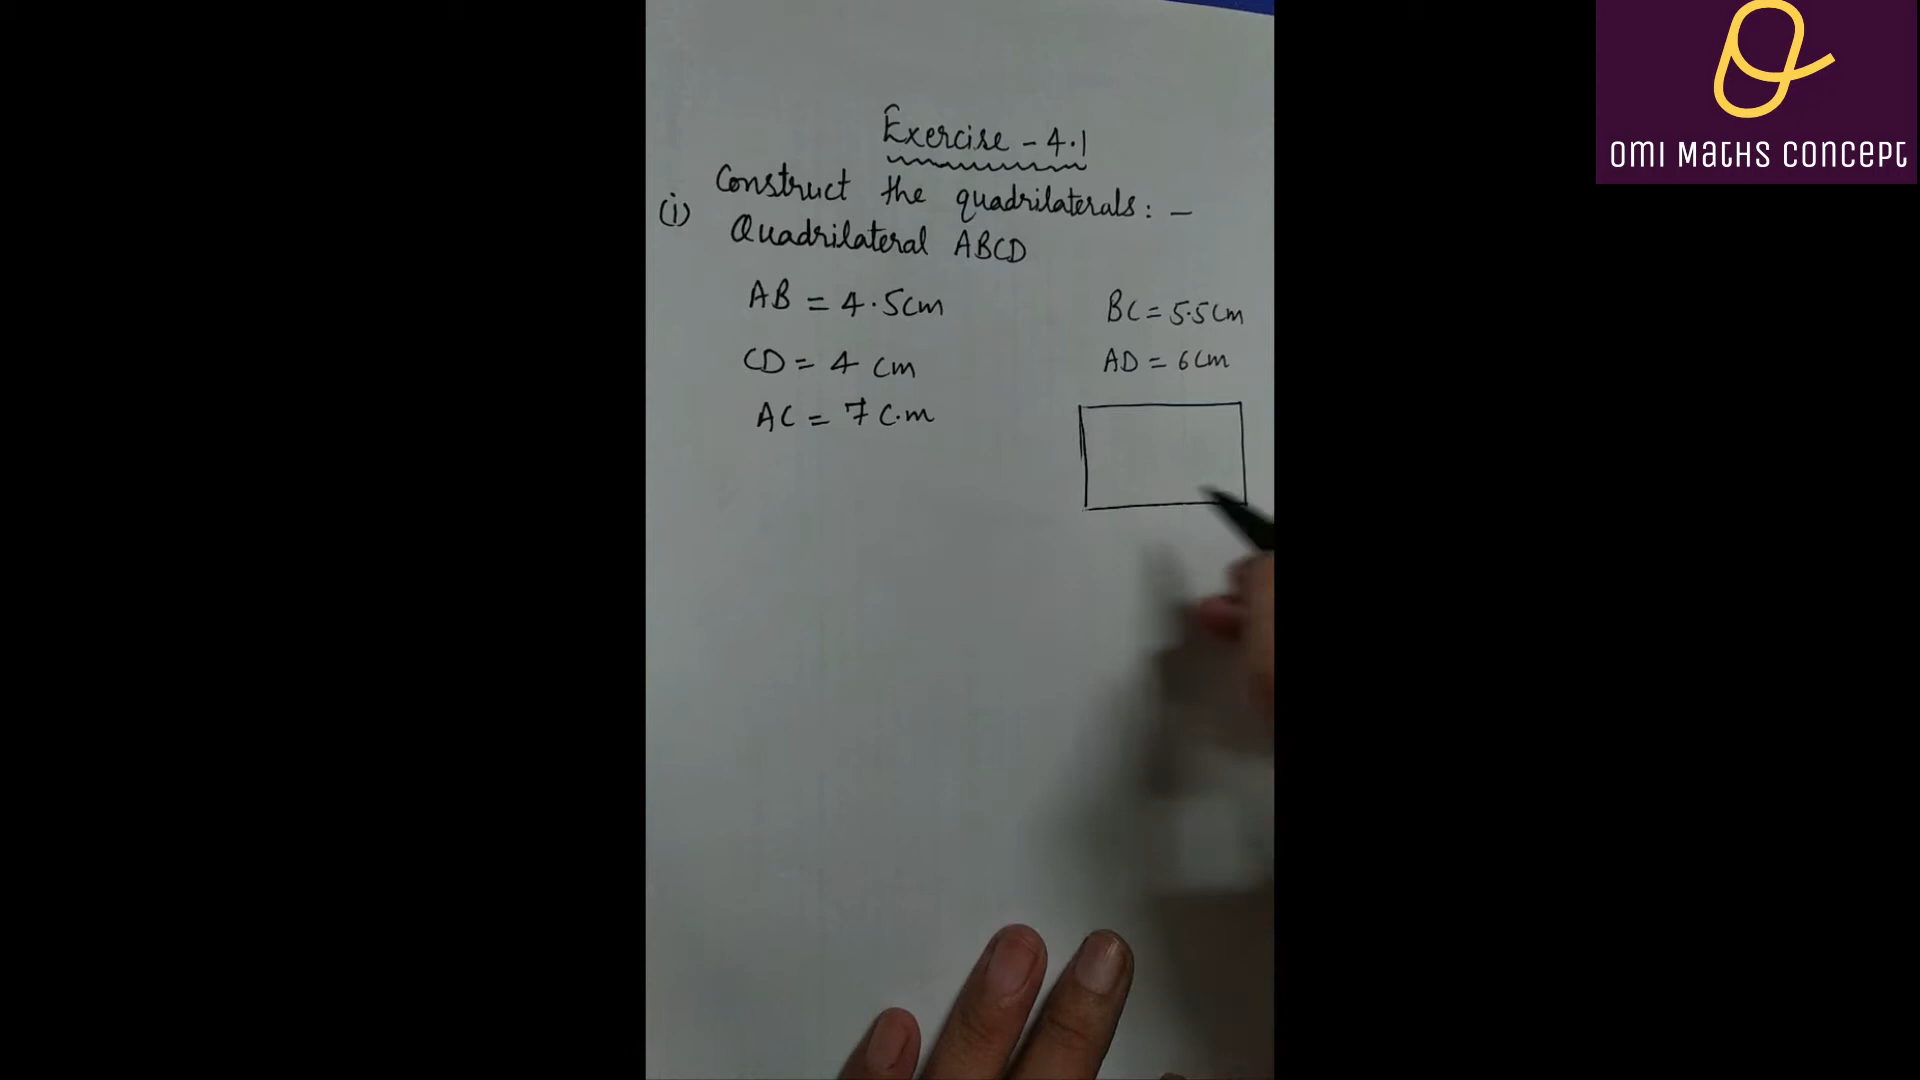 Exercise - 4.1
Construct the quadrilaterals: -
(i) Quadrilateral ABCD
AB = 4.5cm BC = 5.5cm
CD = 4 cm AD = 6cm
AC = 7 c.m
OMI MATHS CONCEPT